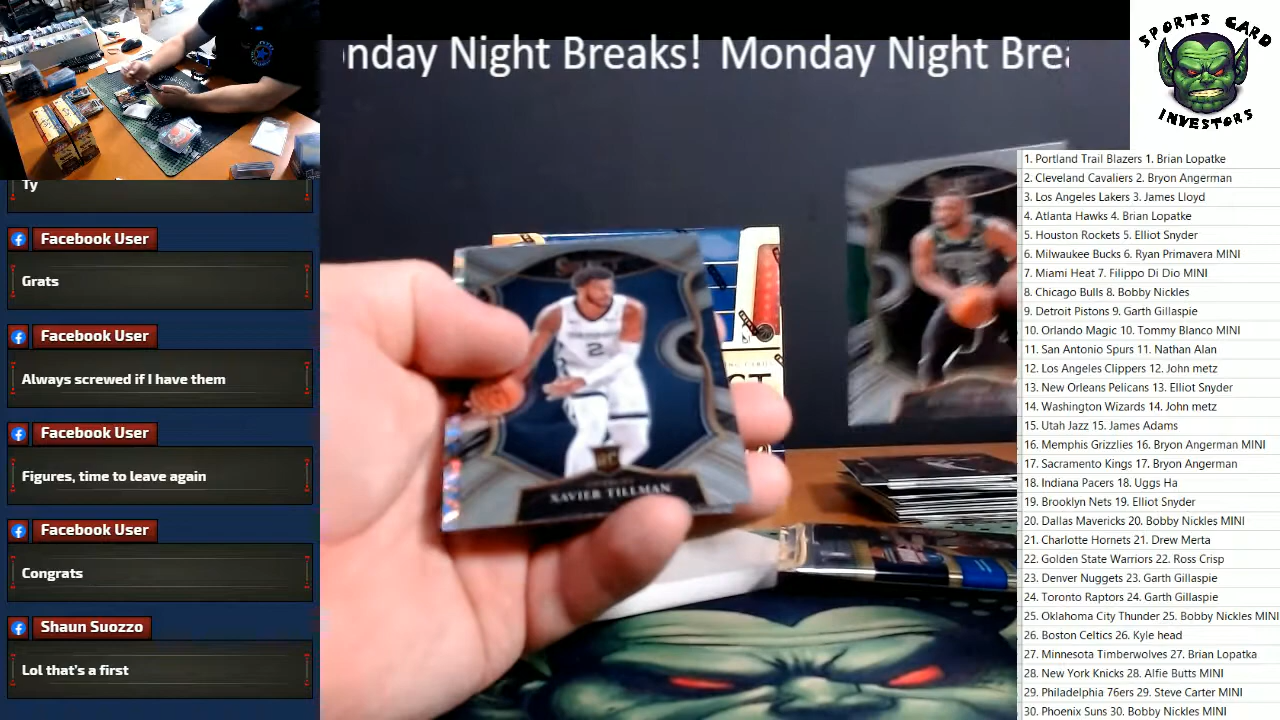 onday Night Breaks! Monday Night Brea
SPORTS CARD
INVESTORS
Ty
Facebook User
Grats
Facebook User
Always screwed if I have them
Facebook User
Figures, time to leave again
Facebook User
Congrats
Shaun Suozzo
Lol that's a first
SELECT
2
RC
XAVIER TILLMAN
1. Portland Trail Blazers 1. Brian Lopatke
2. Cleveland Cavaliers 2. Bryon Angerman
3. Los Angeles Lakers 3. James Lloyd
4. Atlanta Hawks 4. Brian Lopatke
5. Houston Rockets 5. Elliot Snyder
6. Milwaukee Bucks 6. Ryan Primavera MINI
7. Miami Heat 7. Filippo Di Dio MINI
8. Chicago Bulls 8. Bobby Nickles
9. Detroit Pistons 9. Garth Gillaspie
10. Orlando Magic 10. Tommy Blanco MINI
11. San Antonio Spurs 11. Nathan Alan
12. Los Angeles Clippers 12. John metz
13. New Orleans Pelicans 13. Elliot Snyder
14. Washington Wizards 14. John metz
15. Utah Jazz 15. James Adams
16. Memphis Grizzlies 16. Bryon Angerman MINI
17. Sacramento Kings 17. Bryon Angerman
18. Indiana Pacers 18. Uggs Ha
19. Brooklyn Nets 19. Elliot Snyder
20. Dallas Mavericks 20. Bobby Nickles MINI
21. Charlotte Hornets 21. Drew Merta
22. Golden State Warriors 22. Ross Crisp
23. Denver Nuggets 23. Garth Gillaspie
24. Toronto Raptors 24. Garth Gillaspie
25. Oklahoma City Thunder 25. Bobby Nickles MINI
26. Boston Celtics 26. Kyle head
27. Minnesota Timberwolves 27. Brian Lopatka
28. New York Knicks 28. Alfie Butts MINI
29. Philadelphia 76ers 29. Steve Carter MINI
30. Phoenix Suns 30. Bobby Nickles MINI